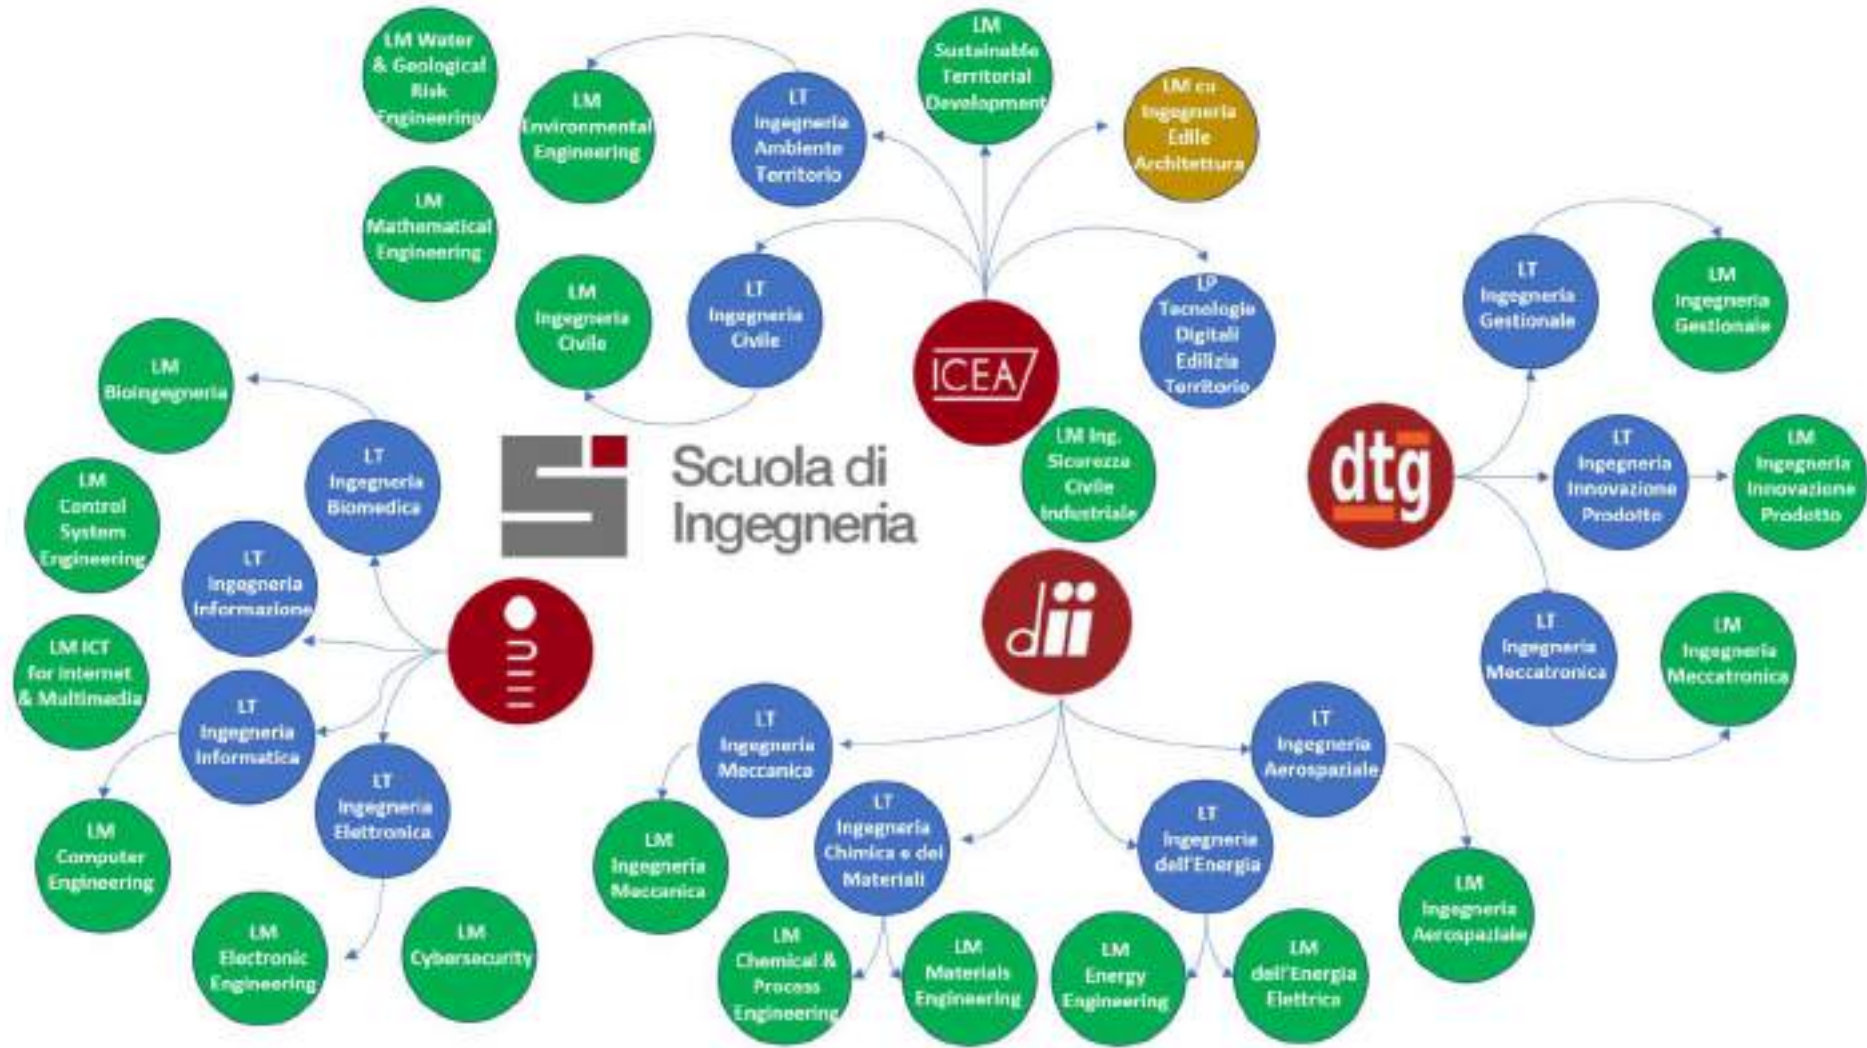 LM Water
& Geological
Risk
Engineering
LM
Environmental
Engineering
LT
Ingegneria
Ambiente
Territorio
LM
Sustainable
Territorial
Development
LM cu
Ingegneria
Edile
Architettura
LM
Mathematical
Engineering
LM
Ingegneria
Civile
LT
Ingegneria
Civile
ICEA
LP
Tecnologie
Digitali
Edilizia
Territorio
LT
Ingegneria
Gestionale
LM
Ingegneria
Gestionale
LM
Bioingegneria
LT
Ingegneria
Biomedica
LM
Control
System
Engineering
LT
Ingegneria
Informazione
LM ICT
for Internet
& Multimedia
LT
Ingegneria
Informatica
LT
Ingegneria
Elettronica
LM
Computer
Engineering
LM
Electronic
Engineering
LM
Cybersecurity
Scuola di
Ingegneria
LM Ing.
Sicurezza
Civile
Industriale
dii
dtg
LT
Ingegneria
Innovazione
Prodotto
LM
Ingegneria
Innovazione
Prodotto
LT
Ingegneria
Meccatronica
LM
Ingegneria
Meccatronica
LT
Ingegneria
Meccanica
LM
Ingegneria
Meccanica
LT
Ingegneria
Chimica e dei
Materiali
LM
Chemical &
Process
Engineering
LM
Materials
Engineering
LT
Ingegneria
dell'Energia
LM
Energy
Engineering
LM
dell'Energia
Elettrica
LT
Ingegneria
Aerospaziale
LM
Ingegneria
Aerospaziale